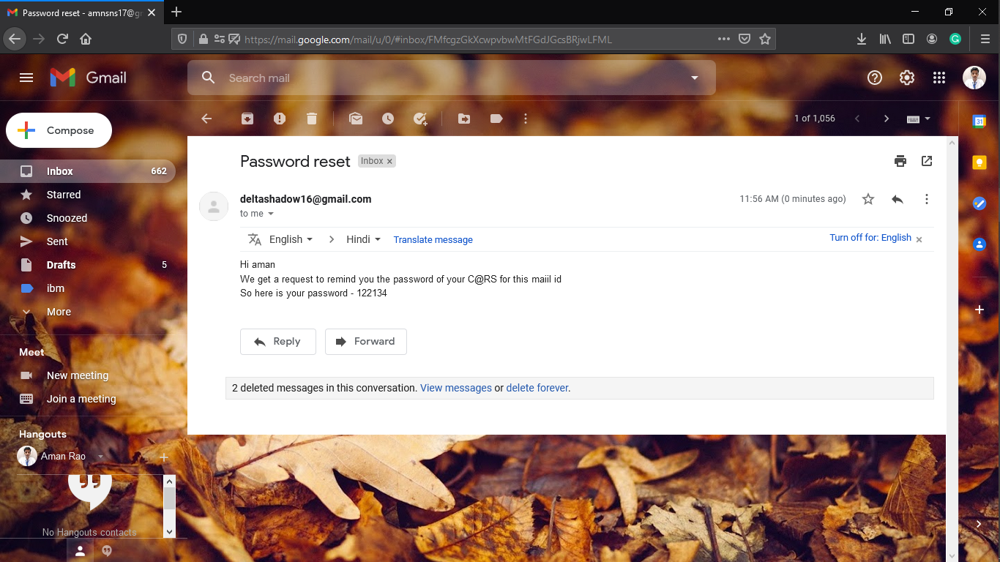 Password reset - amnsns17@gr
https://mail.google.com/mail/u/0/#inbox/FMfcgzGkXcwpvbwMtFGdJGcsBRjwLFML
Gmail
Search mail
1 of 1,056
Compose
Inbox 662
Starred
Snoozed
Sent
Drafts 5
ibm
More
Meet
New meeting
Join a meeting
Hangouts
Aman Rao
No Hangouts contacts
Password reset Inbox ×
deltashadow16@gmail.com 11:56 AM (0 minutes ago)
to me
English > Hindi Translate message Turn off for: English ×
Hi aman
We get a request to remind you the password of your C@RS for this maiil id
So here is your password - 122134
Reply Forward
2 deleted messages in this conversation. View messages or delete forever.
31